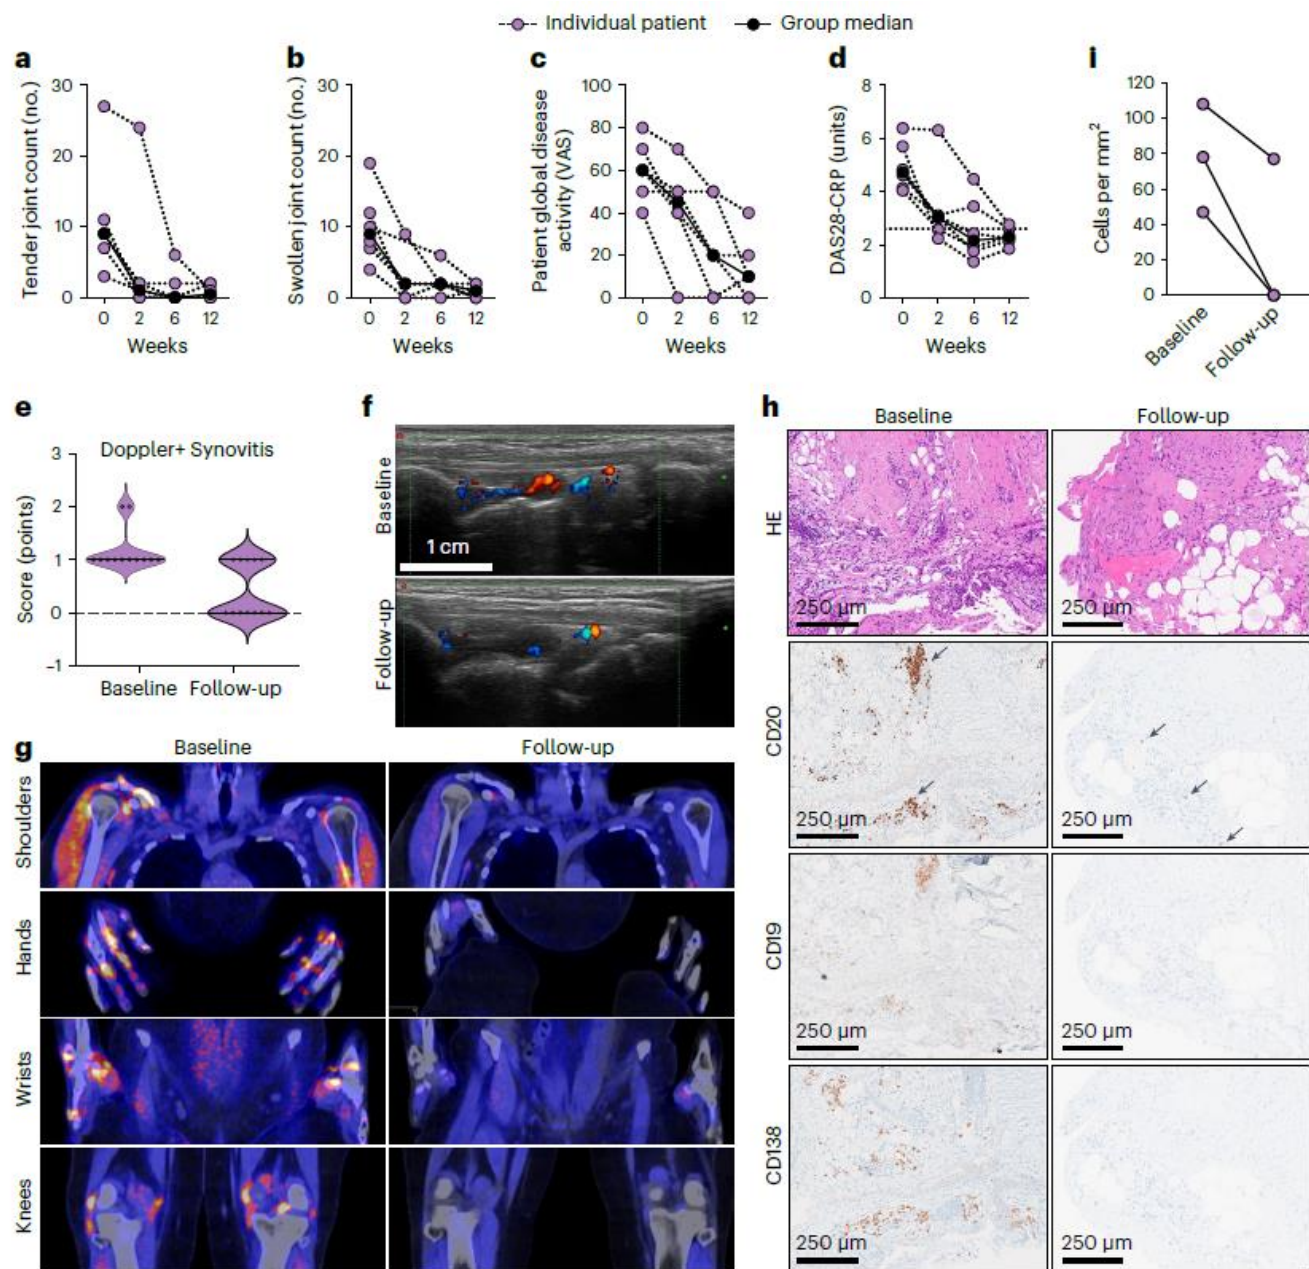 Individual patient Group median
a
Tender joint count (no.)
30
20
10
0
0 2 6 12
Weeks
b
Swollen joint count (no.)
30
20
10
0
0 2 6 12
Weeks
c
Patient global disease
activity (VAS)
100
80
60
40
20
0
0 2 6 12
Weeks
d
DAS28-CRP (units)
8
6
4
2
0
0 2 6 12
Weeks
i
Cells per mm²
120
100
80
60
40
20
0
Baseline
Follow-up
e
Doppler+ Synovitis
Score (points)
3
2
1
0
–1
Baseline Follow-up
f
Baseline
1 cm
Follow-up
g
Baseline Follow-up
Shoulders
Hands
Wrists
Knees
h
Baseline Follow-up
HE
250 µm 250 µm
CD20
250 µm 250 µm
CD19
250 µm 250 µm
CD138
250 µm 250 µm